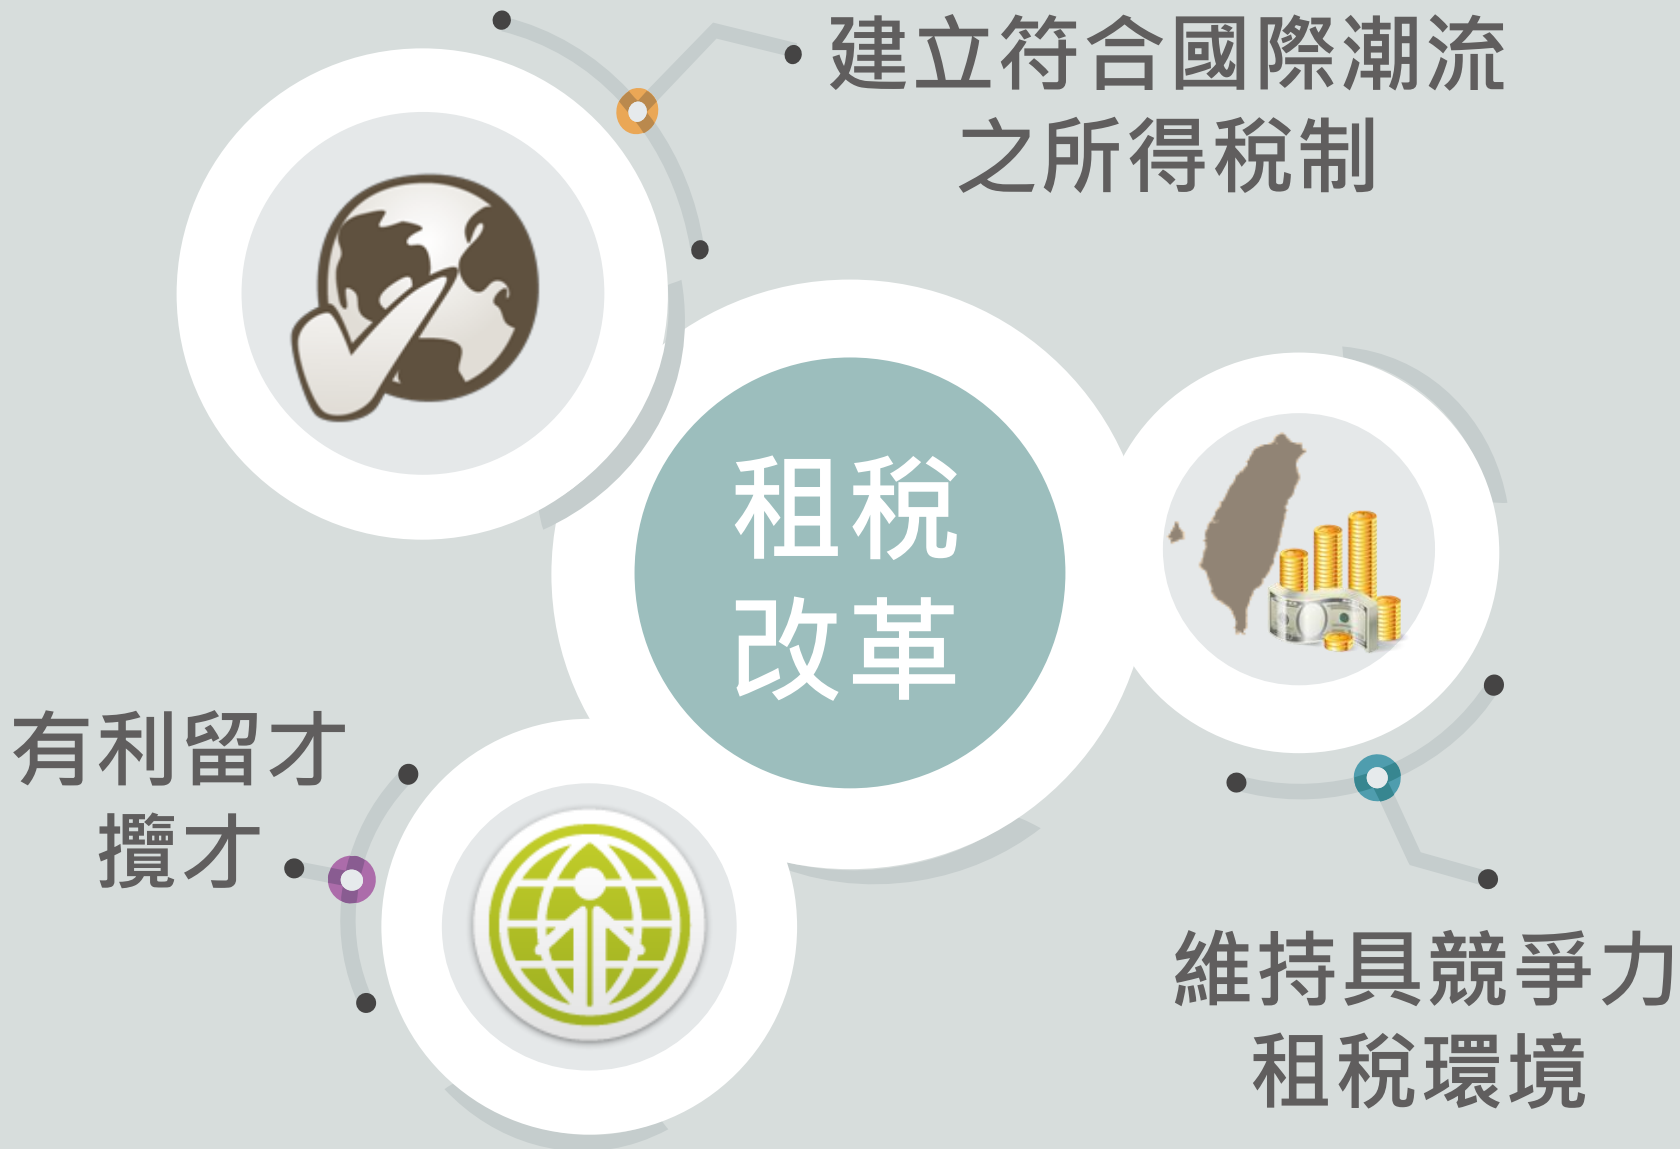 建立符合國際潮流
之所得稅制
租稅
改革
有利留才
攬才
維持具競爭力
租稅環境